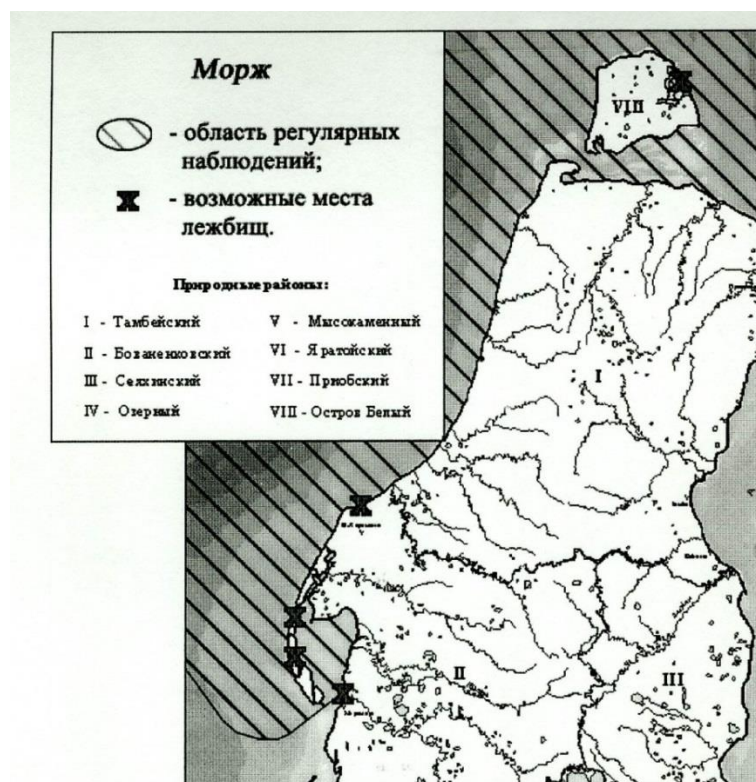 Морж
- область регулярных
наблюдений;
- возможные места
лежбищ.
Природные районы:
I - Тамбейский
II - Бованенковский
III - Сеяхинский
IV - Озерный
V - Мысокаменный
VI - Яратойский
VII - Приобский
VIII - Остров Белый
VIII
I
II
III